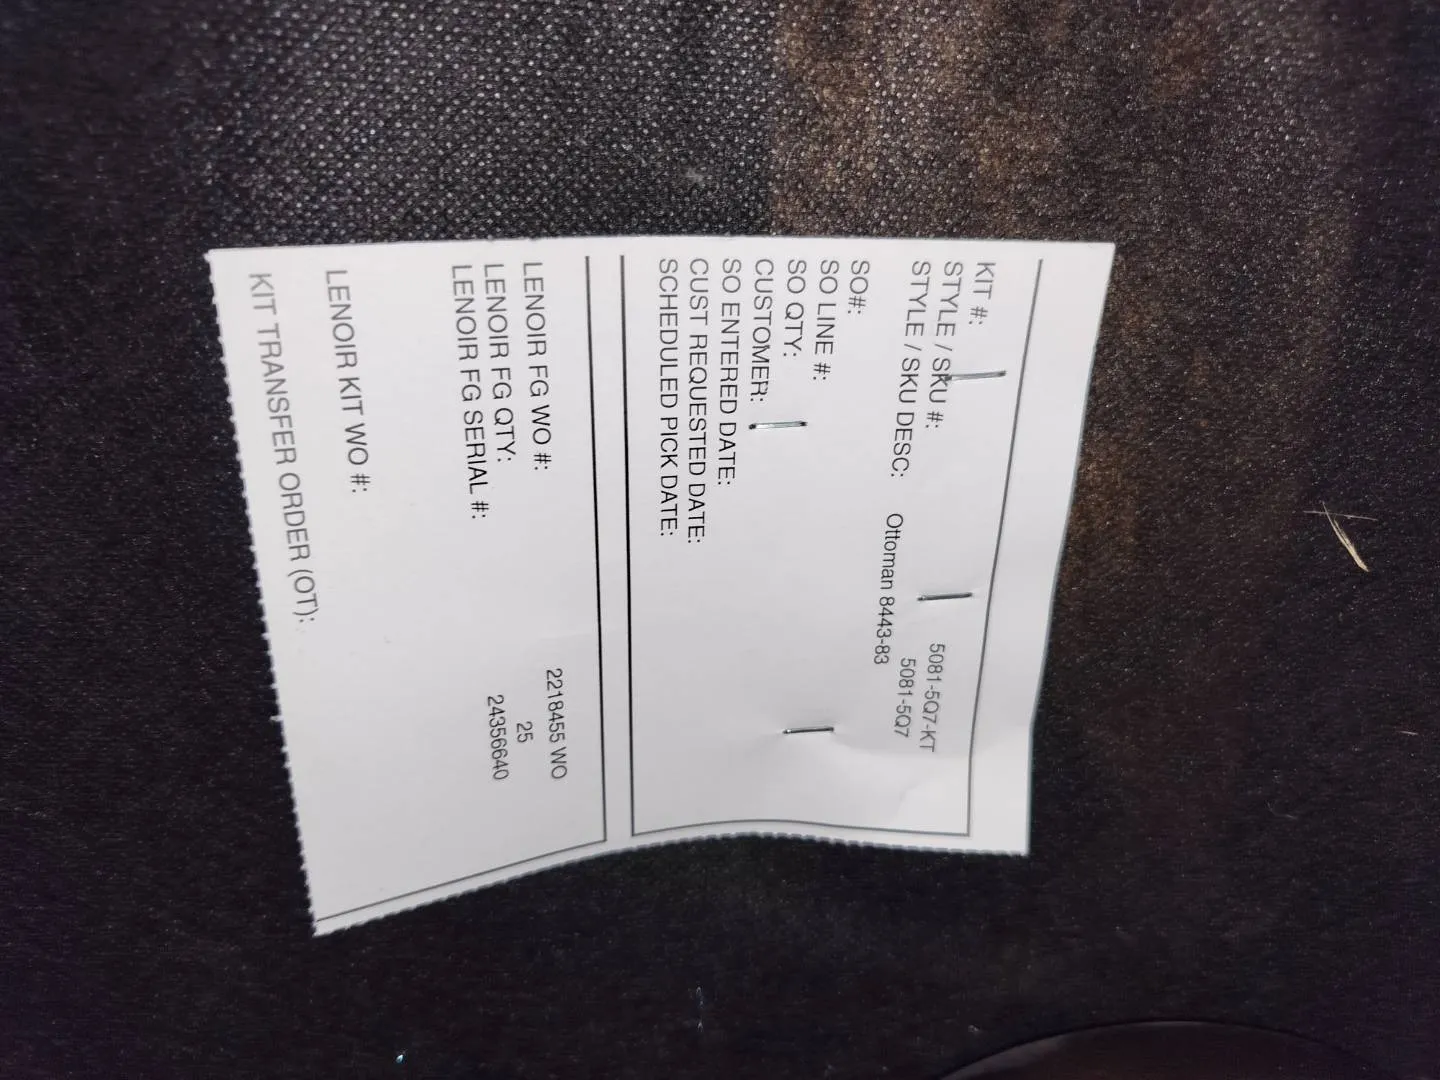 KIT #: 5081-5Q7-KT
STYLE / SKU #: 5081-5Q7
STYLE / SKU DESC: Ottoman 8443-83
SO#:
SO LINE #:
SO QTY:
CUSTOMER:
SO ENTERED DATE:
CUST REQUESTED DATE:
SCHEDULED PICK DATE:
LENOIR FG WO #: 2218455 WO
LENOIR FG QTY: 25
LENOIR FG SERIAL #: 24356640
LENOIR KIT WO #:
KIT TRANSFER ORDER (OT):